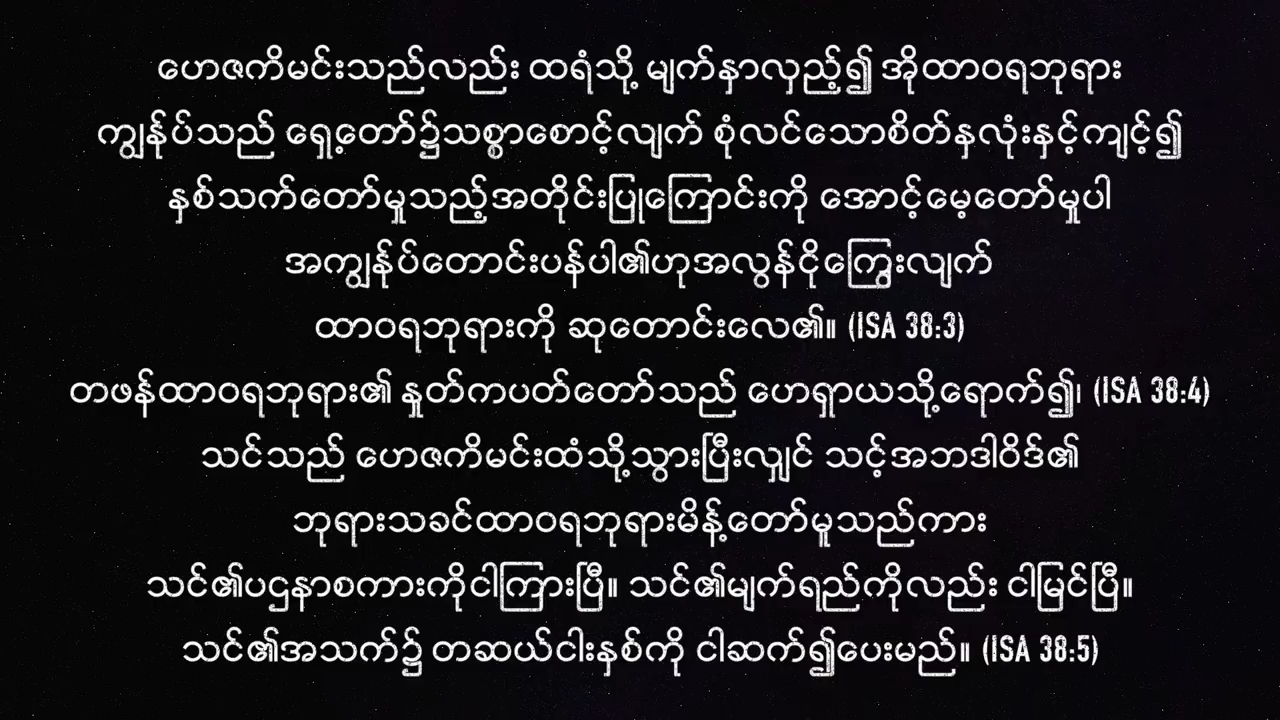 ဟေဇကိမင်းသည်လည်း ထရံသို့ မျက်နှာလှည့်၍ အိုထာဝရဘုရား
ကျွန်ုပ်သည် ရှေ့တော်၌သစ္စာစောင့်လျက် စုံလင်သောစိတ်နှလုံးနှင့်ကျင့်၍
နှစ်သက်တော်မူသည့်အတိုင်းပြုကြောင်းကို အောင့်မေ့တော်မူပါ
အကျွန်ုပ်တောင်းပန်ပါ၏ဟုအလွန်ငိုကြွေးလျက်
ထာဝရဘုရားကို ဆုတောင်းလေ၏။ (ISA 38:3)
တဖန်ထာဝရဘုရား၏ နှုတ်ကပတ်တော်သည် ဟေရှာယသို့ရောက်၍၊ (ISA 38:4)
သင်သည် ဟေဇကိမင်းထံသို့သွားပြီးလျှင် သင့်အဘဒါဝိဒ်၏
ဘုရားသခင်ထာဝရဘုရားမိန့်တော်မူသည်ကား
သင်၏ပဌနာစကားကိုငါကြားပြီ။ သင်၏မျက်ရည်ကိုလည်း ငါမြင်ပြီ။
သင်၏အသက်၌ တဆယ်ငါးနှစ်ကို ငါဆက်၍ပေးမည်။ (ISA 38:5)